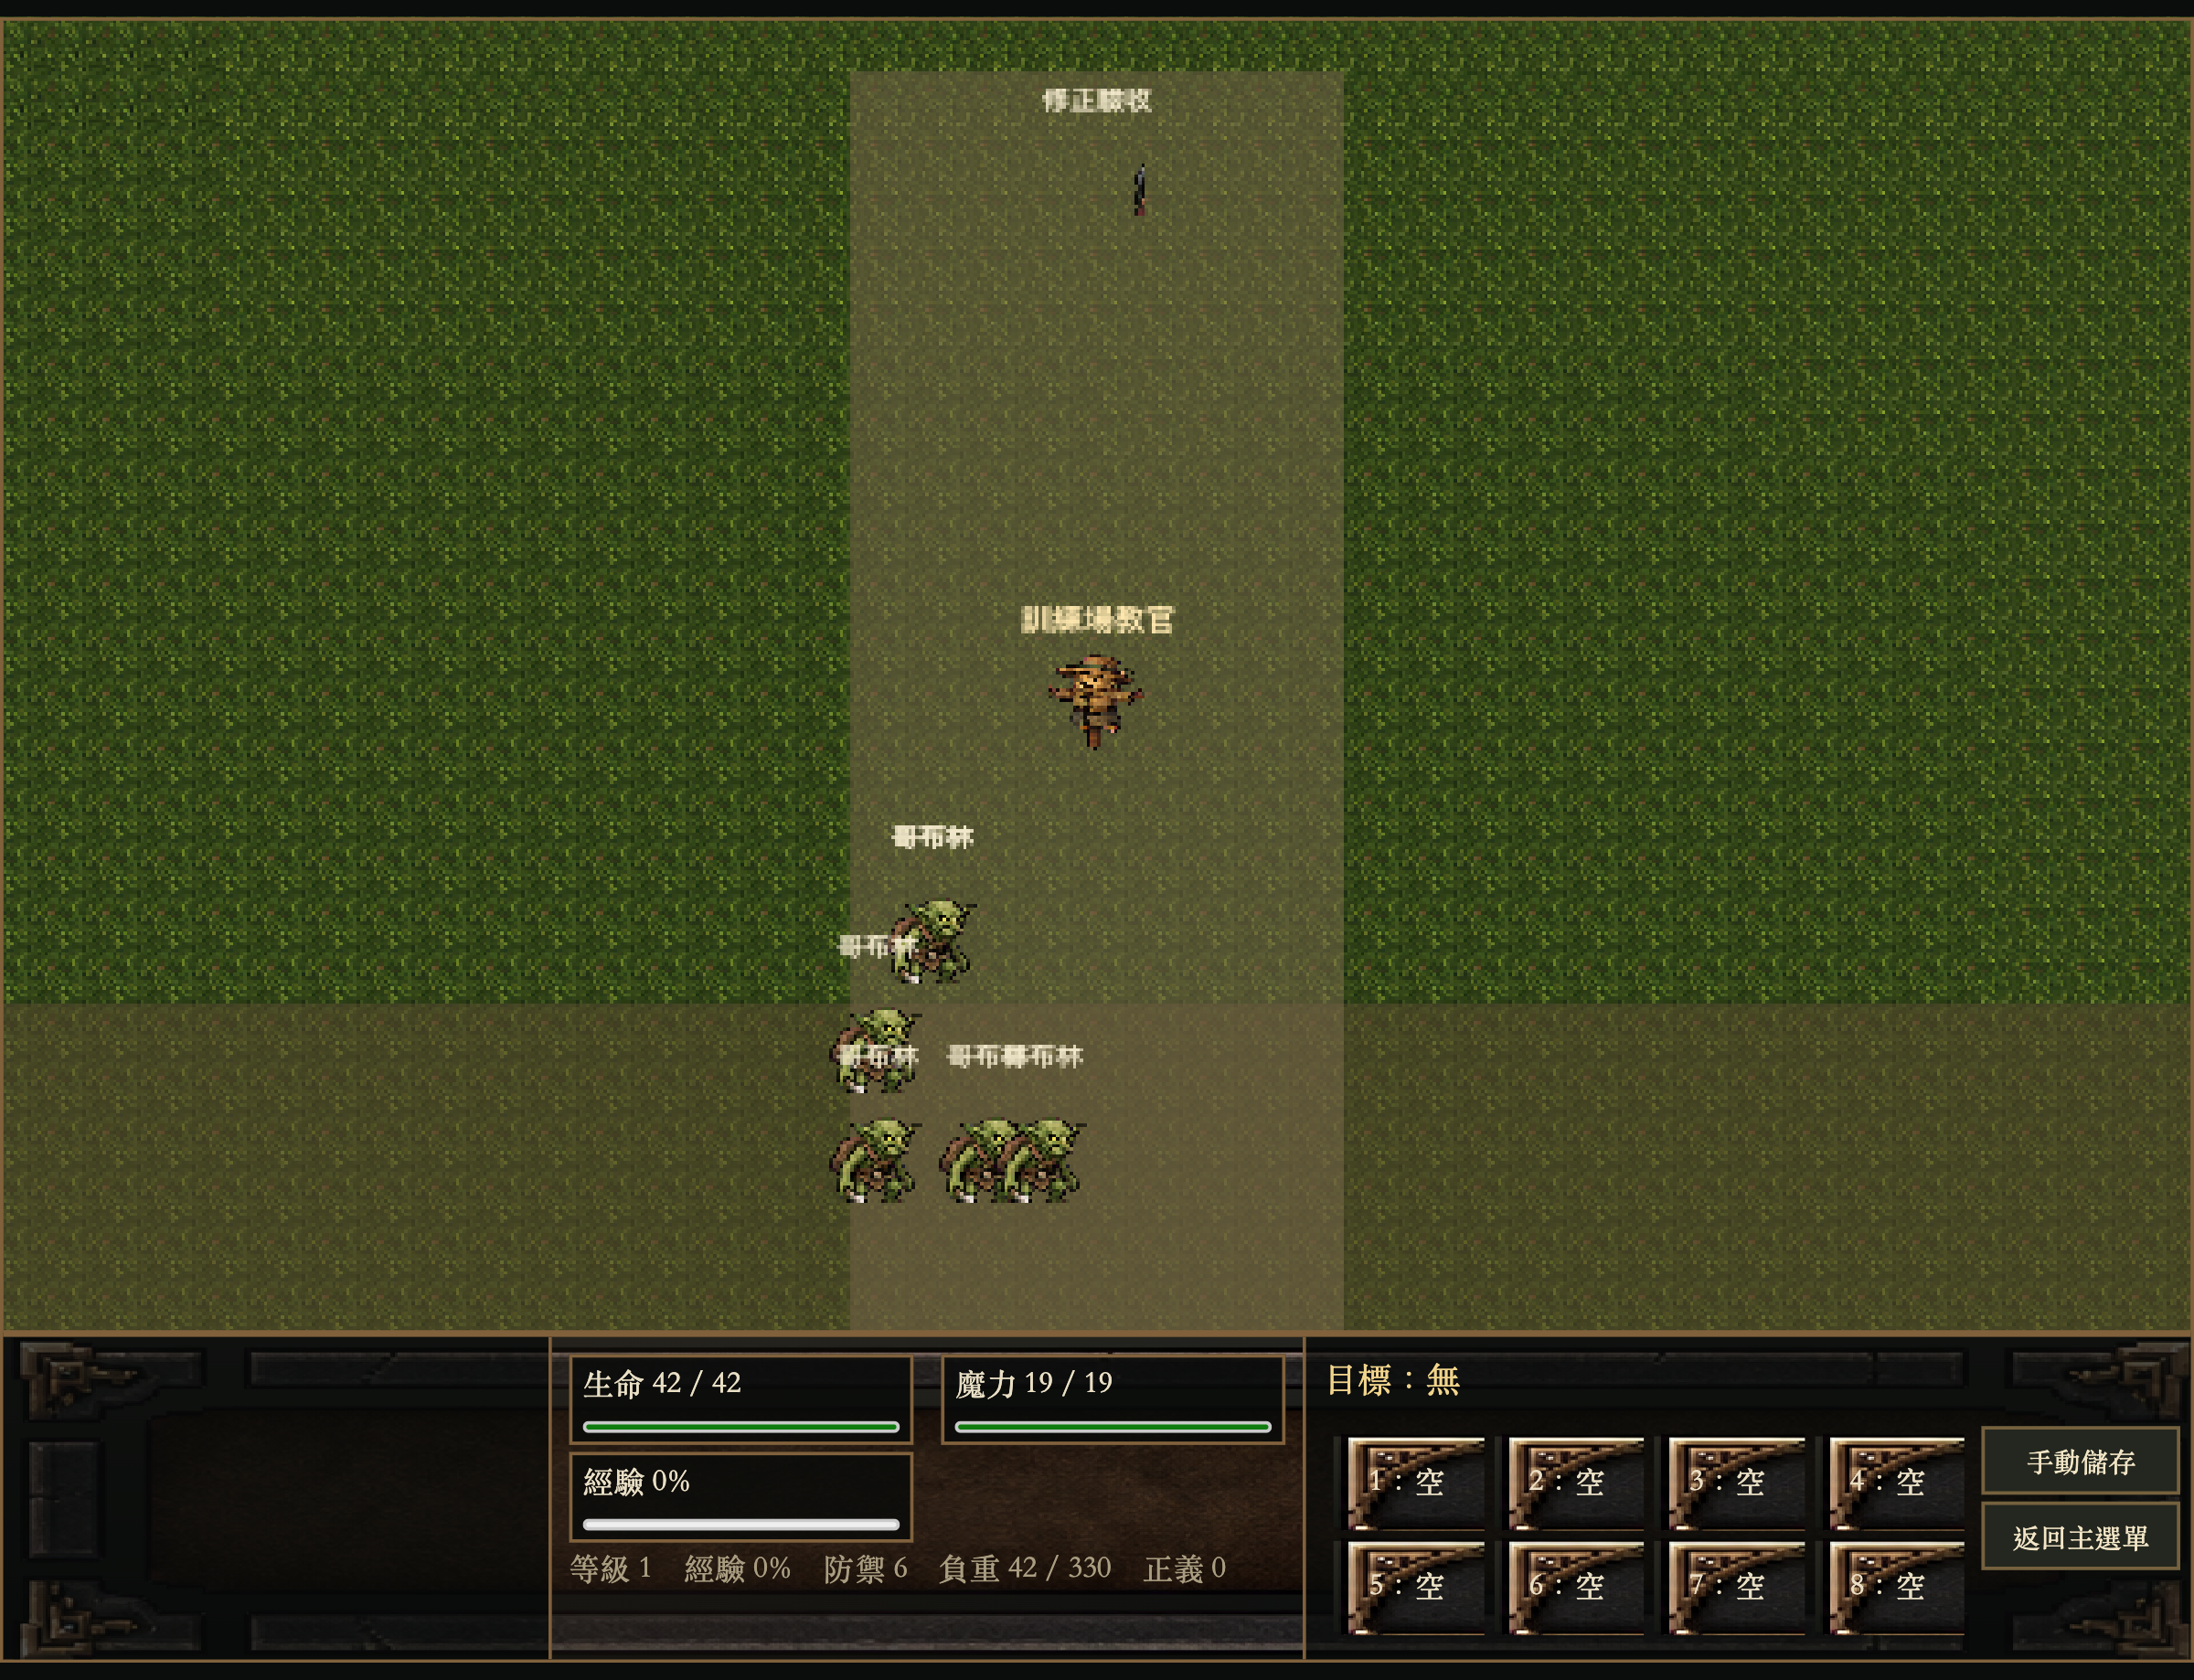 修正驗收
訓練場教官
哥布林
哥布林
哥布林
哥布林
布林
生命 42 / 42
魔力 19 / 19
經驗 0%
等級 1 經驗 0% 防禦 6 負重 42 / 330 正義 0
目標：無
1：空
2：空
3：空
4：空
5：空
6：空
7：空
8：空
手動儲存
返回主選單